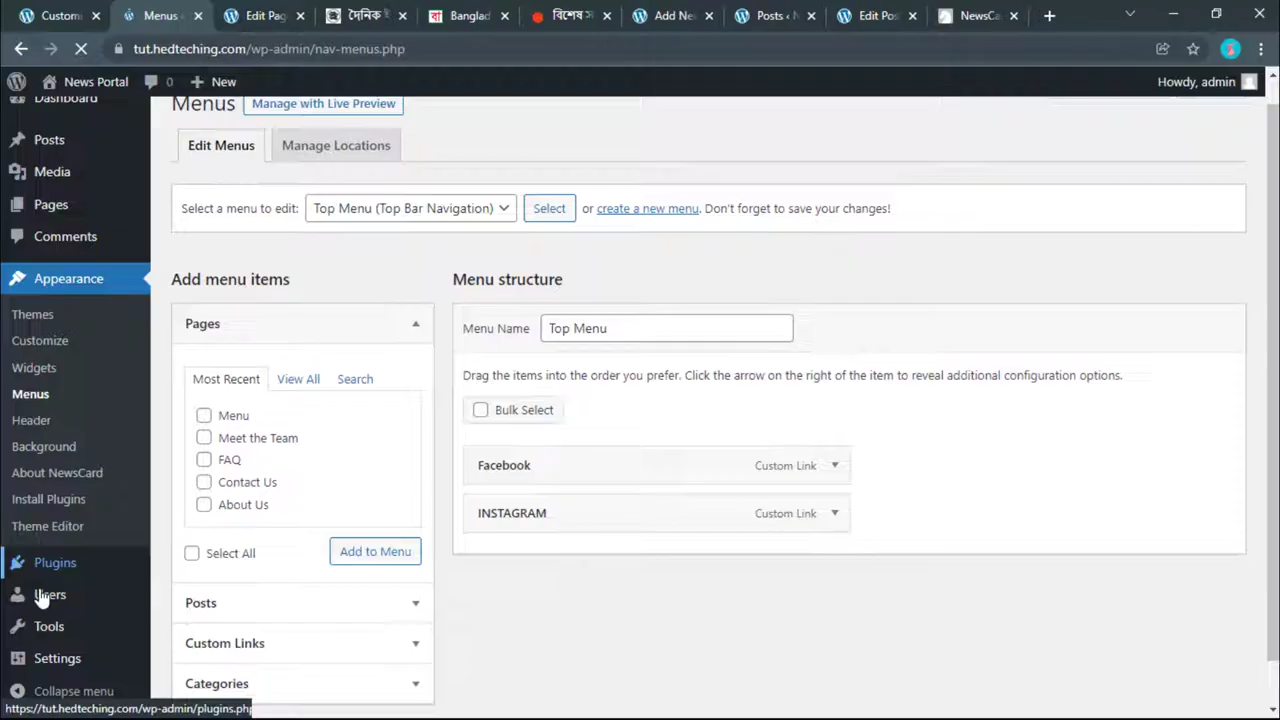 Custom
Menus ‹
Edit Pag
দৈনিক ই
Banglad
বিশেষ স
Add Ne
Posts ‹ N
Edit Pos
NewsCa
tut.hedteching.com/wp-admin/nav-menus.php
News Portal
0
New
Howdy, admin
Dashboard
Posts
Media
Pages
Comments
Appearance
Themes
Customize
Widgets
Menus
Header
Background
About NewsCard
Install Plugins
Theme Editor
Plugins
Users
Tools
Settings
Collapse menu
Menus
Manage with Live Preview
Edit Menus
Manage Locations
Select a menu to edit: Top Menu (Top Bar Navigation) Select or create a new menu. Don't forget to save your changes!
Add menu items
Pages
Most Recent View All Search
Menu
Meet the Team
FAQ
Contact Us
About Us
Select All
Add to Menu
Posts
Custom Links
Categories
Menu structure
Menu Name Top Menu
Drag the items into the order you prefer. Click the arrow on the right of the item to reveal additional configuration options.
Bulk Select
Facebook Custom Link
INSTAGRAM Custom Link
https://tut.hedteching.com/wp-admin/plugins.php